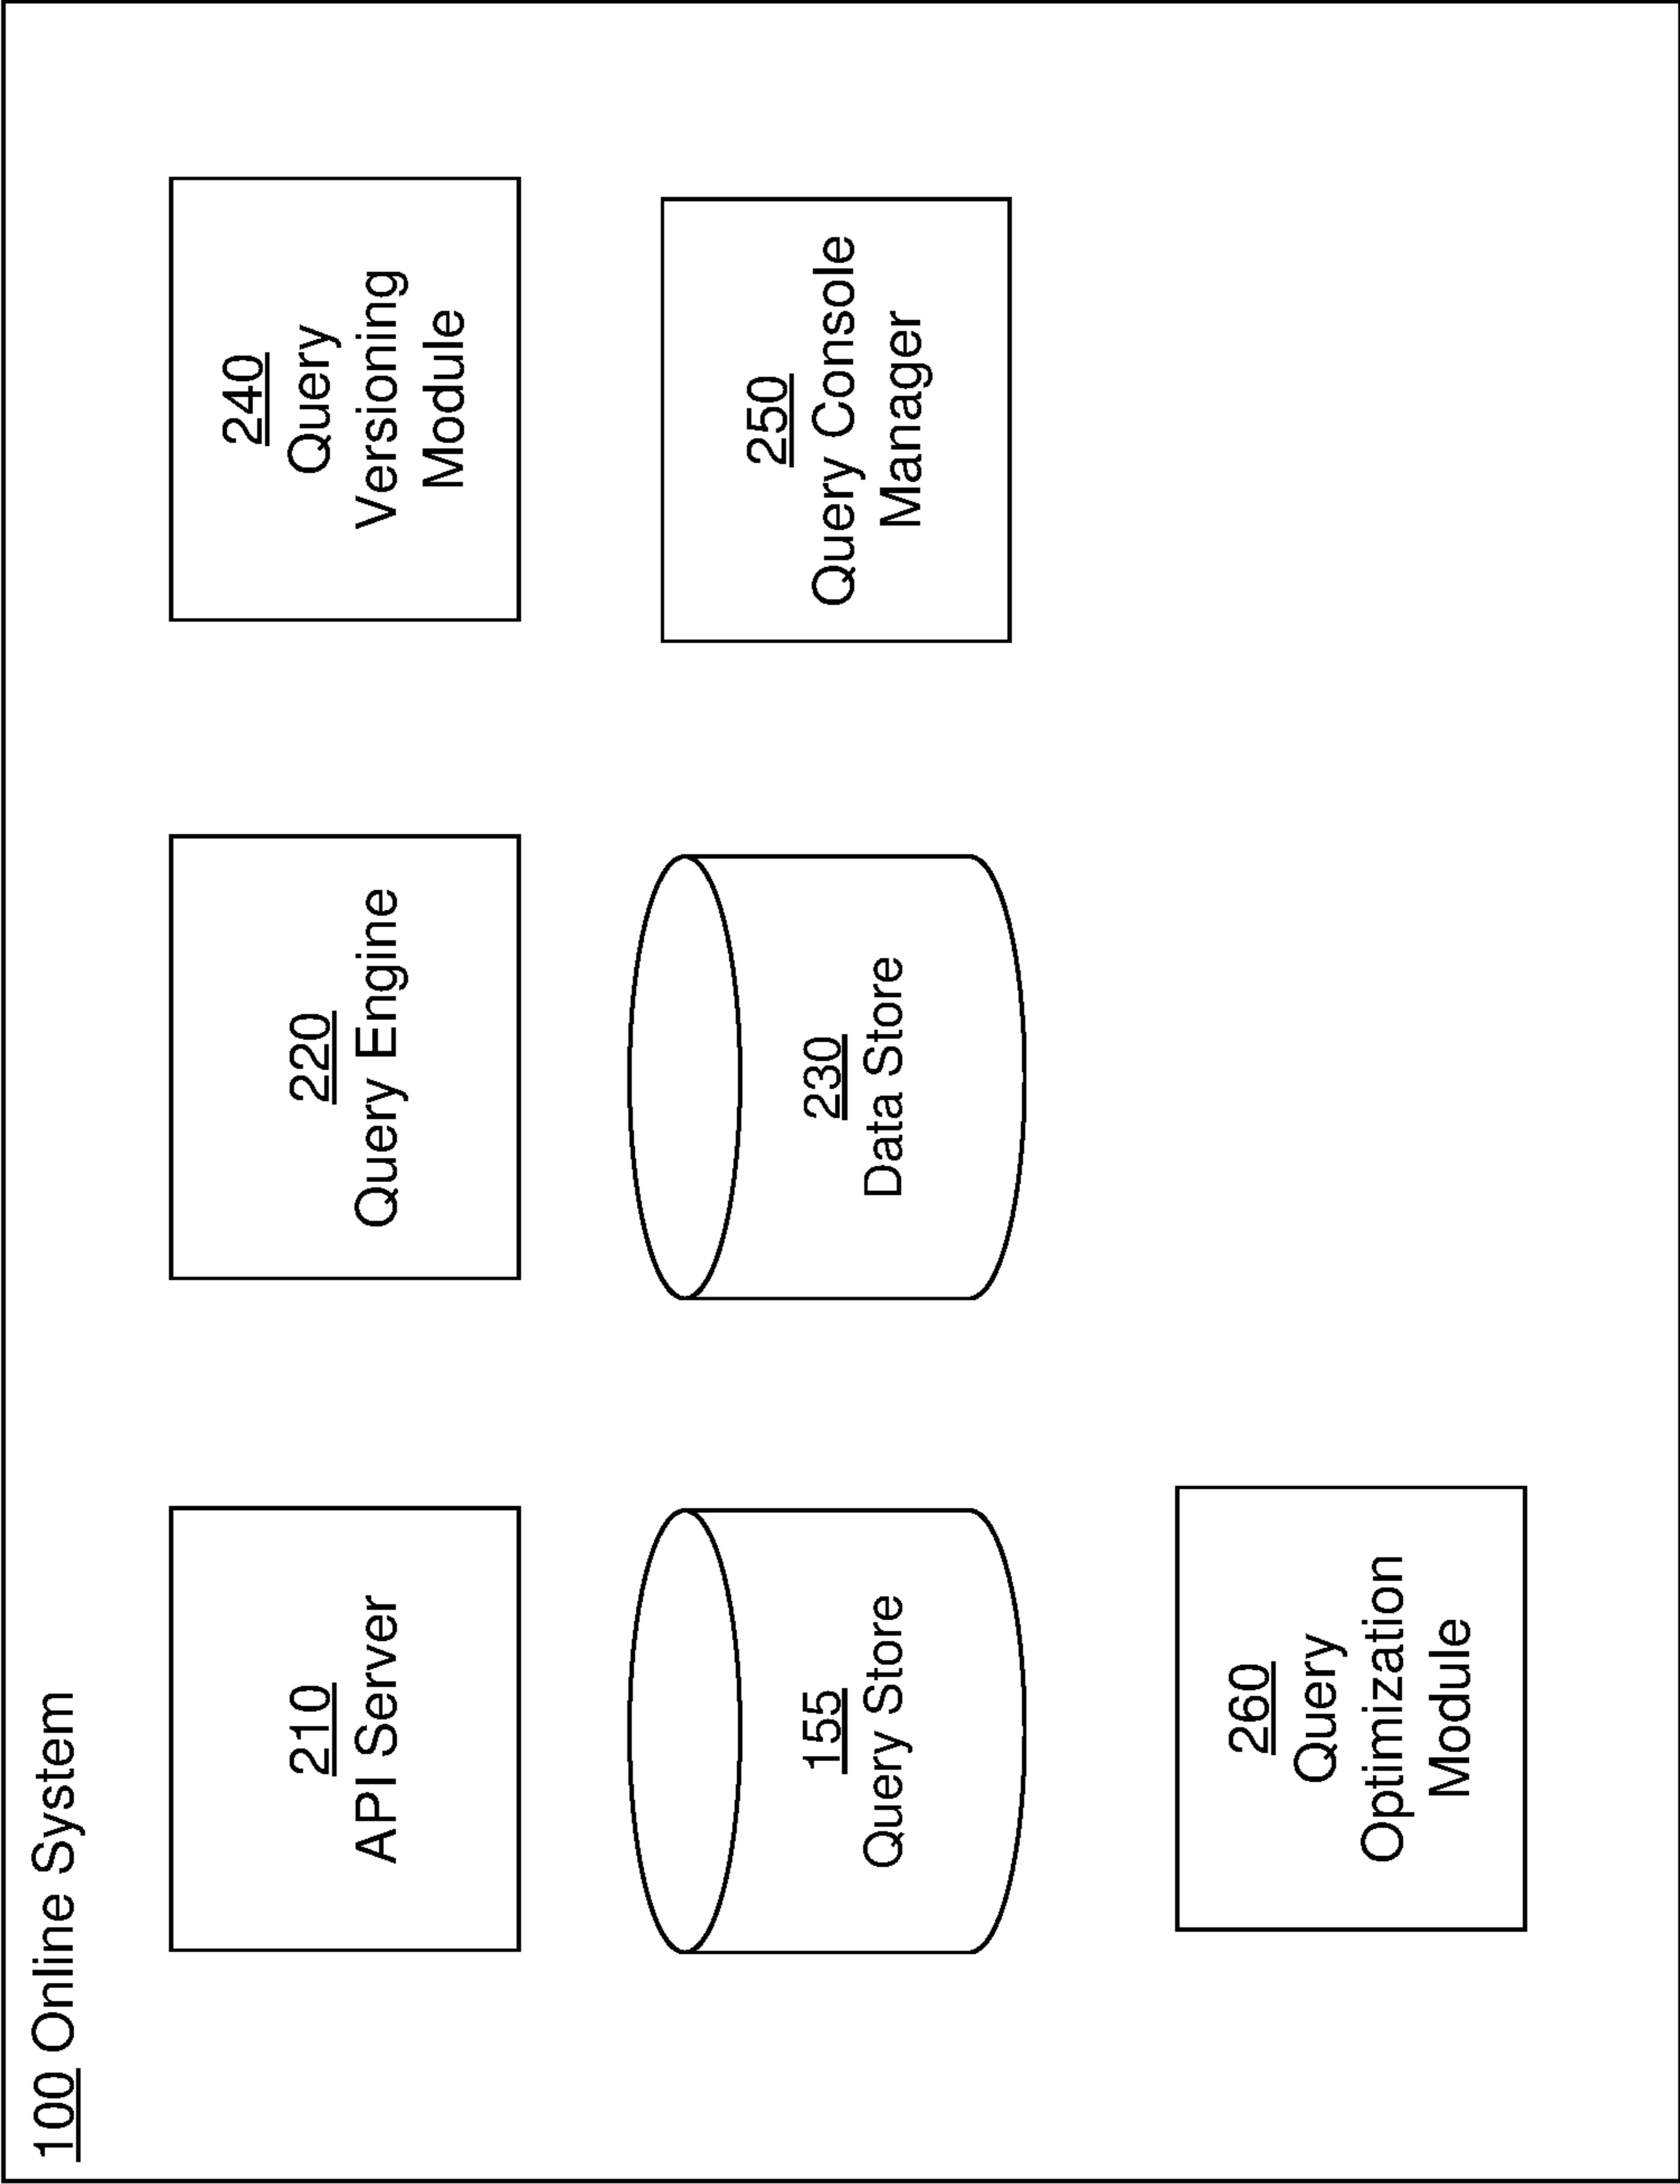 100 Online System
210
API Server
220
Query Engine
240
Query
Versioning
Module
155
Query Store
230
Data Store
250
Query Console
Manager
260
Query
Optimization
Module